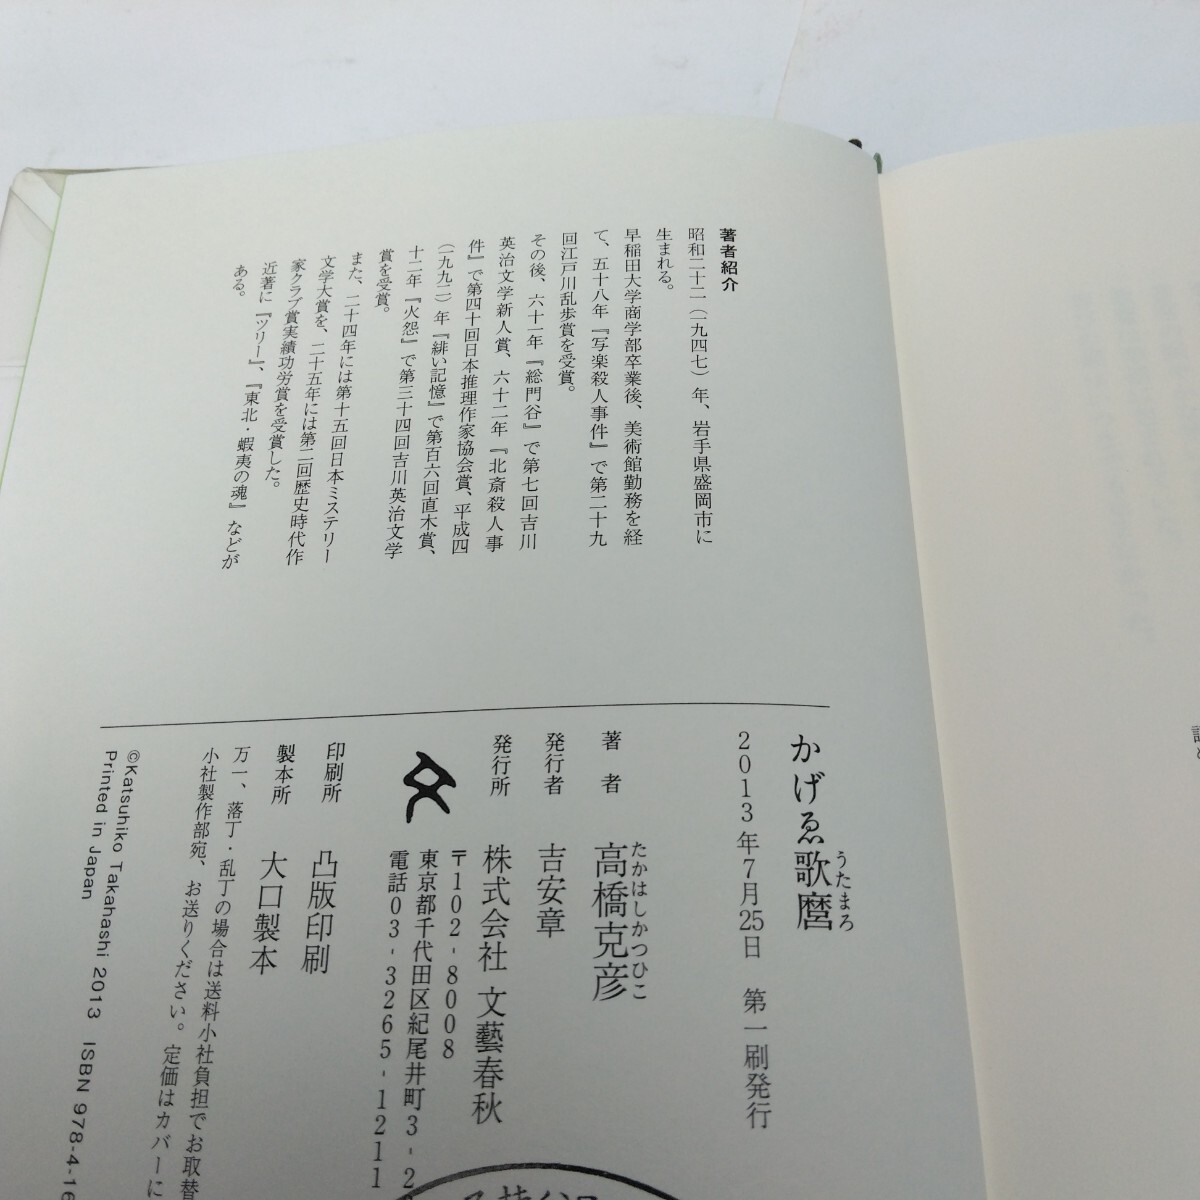 著者紹介
昭和二十二（一九四七）年、岩手県盛岡市に
生まれる。
早稲田大学商学部卒業後、美術館勤務を経
て、五十八年『写楽殺人事件』で第二十九
回江戸川乱歩賞を受賞。
その後、六十一年『総門谷』で第七回吉川
英治文学新人賞、六十二年『北斎殺人事
件』で第四十回日本推理作家協会賞、平成四
（一九九二）年『緋い記憶』で第百六回直木賞、
十二年『火怨』で第三十四回吉川英治文学
賞を受賞。
また、二十四年には第十五回日本ミステリー
文学大賞を、二十五年には第二回歴史時代作
家クラブ賞実績功労賞を受賞した。
近著に『ツリー』、『東北・蝦夷の魂』などが
ある。
かげゑ歌麿
うたまろ
2013年7月25日　第一刷発行
著者　高橋克彦
たかはしかつひこ
発行者　吉安章
発行所　株式会社 文藝春秋
〒102-8008
東京都千代田区紀尾井町3-2
電話03-3265-1211
印刷所　凸版印刷
製本所　大口製本
万一、落丁・乱丁の場合は送料小社負担でお取替
小社製作部宛、お送りください。定価はカバーに
©Katsuhiko Takahashi 2013　ISBN 978-4-16
Printed in Japan